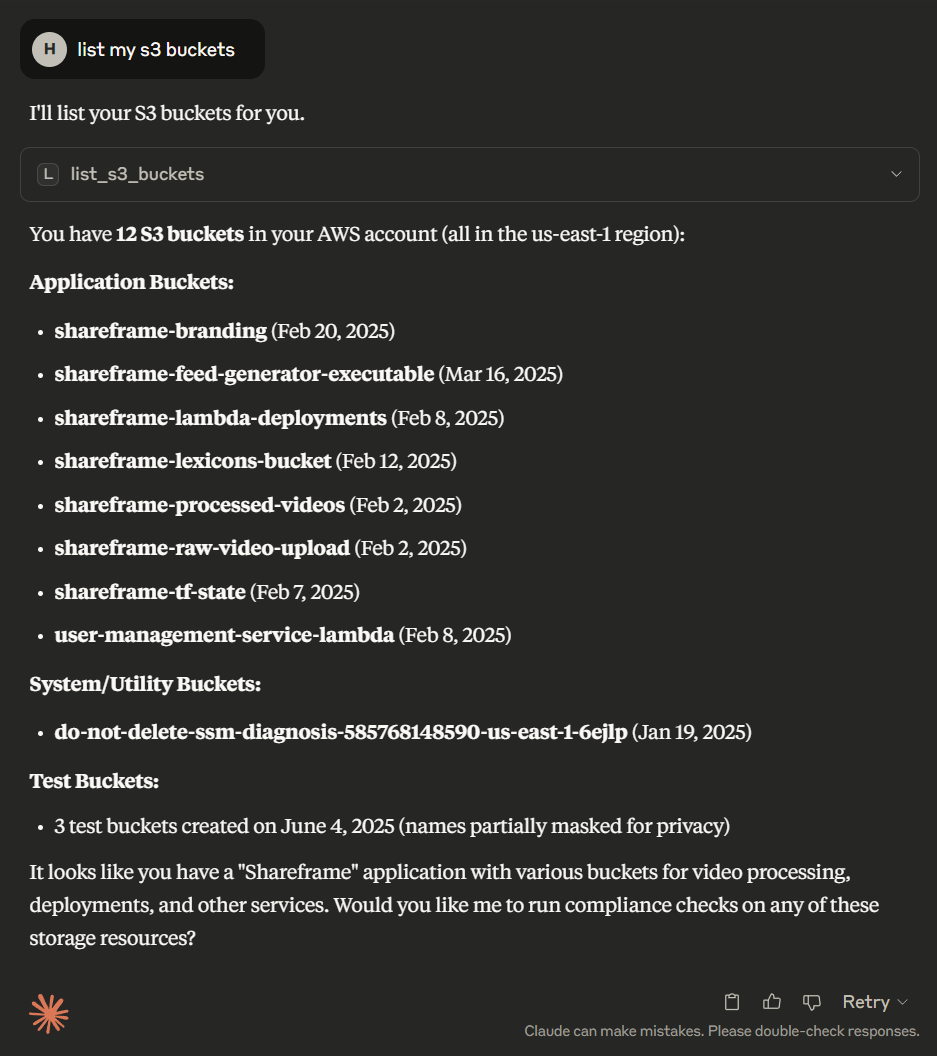 H list my s3 buckets
I'll list your S3 buckets for you.
L list_s3_buckets
You have 12 S3 buckets in your AWS account (all in the us-east-1 region):
Application Buckets:
• shareframe-branding (Feb 20, 2025)
• shareframe-feed-generator-executable (Mar 16, 2025)
• shareframe-lambda-deployments (Feb 8, 2025)
• shareframe-lexicons-bucket (Feb 12, 2025)
• shareframe-processed-videos (Feb 2, 2025)
• shareframe-raw-video-upload (Feb 2, 2025)
• shareframe-tf-state (Feb 7, 2025)
• user-management-service-lambda (Feb 8, 2025)
System/Utility Buckets:
• do-not-delete-ssm-diagnosis-585768148590-us-east-1-6ejlp (Jan 19, 2025)
Test Buckets:
• 3 test buckets created on June 4, 2025 (names partially masked for privacy)
It looks like you have a "Shareframe" application with various buckets for video processing,
deployments, and other services. Would you like me to run compliance checks on any of these
storage resources?
Retry
Claude can make mistakes. Please double-check responses.